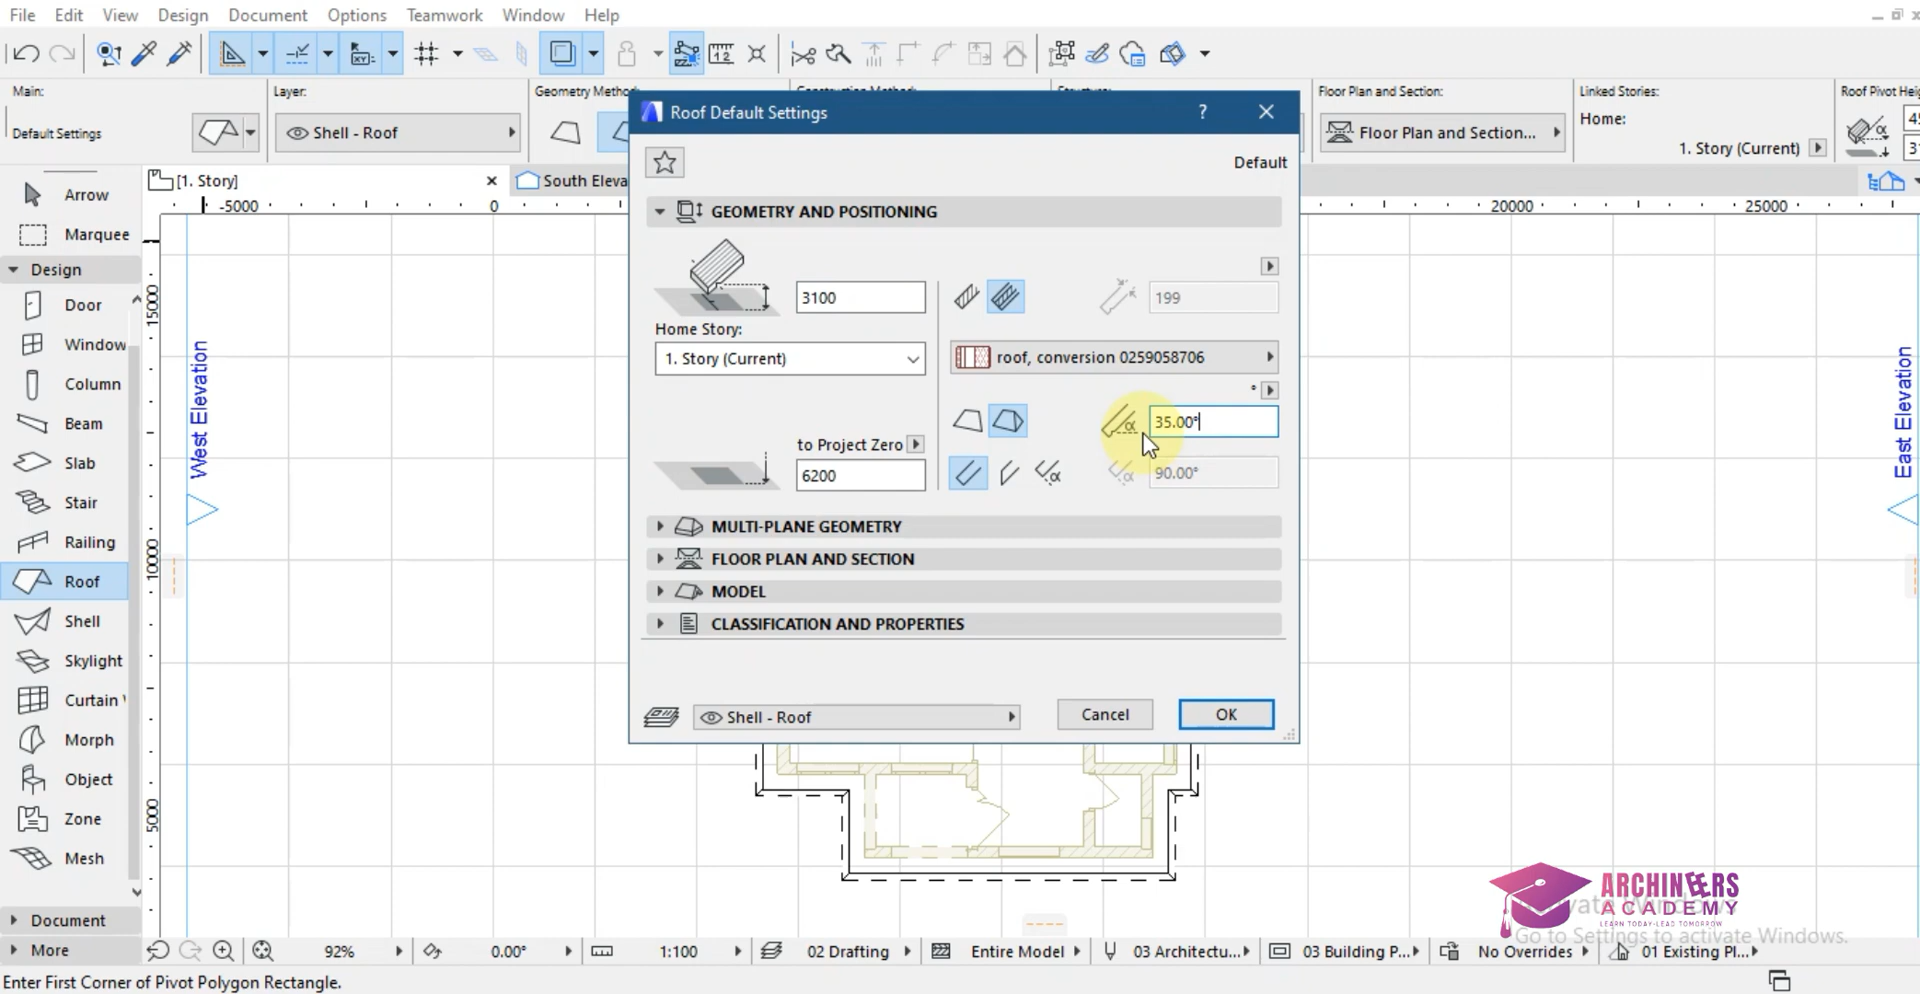 File Edit View Design Document Options Teamwork Window Help
Main: Layer: Geometry Method: Floor Plan and Section: Linked Stories: Roof Pivot Hei
Default Settings Shell - Roof Floor Plan and Section... Home:
1. Story (Current)
[1. Story] South Eleva
-5000 0 20000 25000
Roof Default Settings ?
Default
GEOMETRY AND POSITIONING
3100 199
Home Story:
1. Story (Current) roof, conversion 0259058706
°
α 35.00°
to Project Zero
6200 α α 90.00°
MULTI-PLANE GEOMETRY
FLOOR PLAN AND SECTION
MODEL
CLASSIFICATION AND PROPERTIES
Shell - Roof Cancel OK
Arrow
Marquee
Design
Door
Window
Column
Beam
Slab
Stair
Railing
Roof
Shell
Skylight
Curtain
Morph
Object
Zone
Mesh
Document
More
15000
10000
5000
West Elevation
East Elevation
ARCHINEERS
ACADEMY
LEARN TODAY-LEAD TOMORROW
Go to Settings to activate Windows.
92% 0.00° 1:100 02 Drafting Entire Model 03 Architectu... 03 Building P... No Overrides 01 Existing Pl...
Enter First Corner of Pivot Polygon Rectangle.